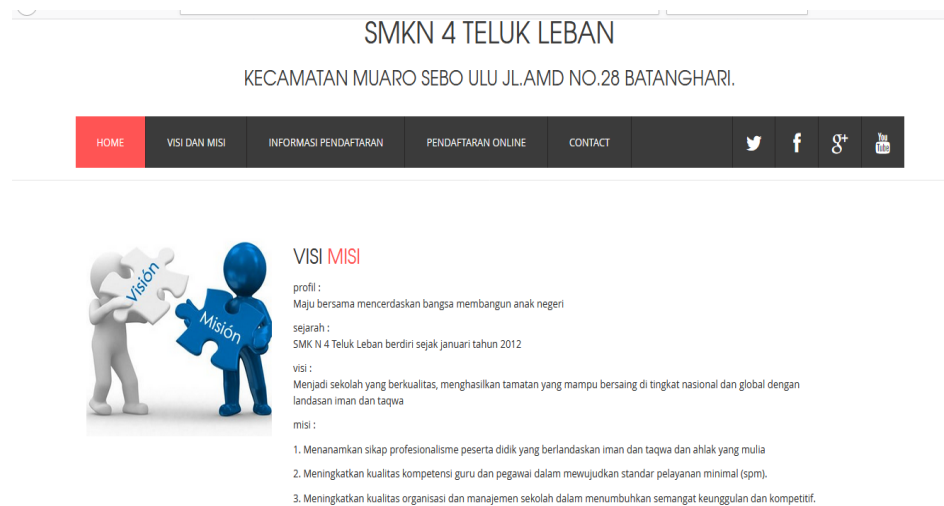 SMKN 4 TELUK LEBAN
KECAMATAN MUARO SEBO ULU JL.AMD NO.28 BATANGHARI.
HOME VISI DAN MISI INFORMASI PENDAFTARAN PENDAFTARAN ONLINE CONTACT g+ You Tube
Visión
Misión
VISI MISI
profil :
Maju bersama mencerdaskan bangsa membangun anak negeri
sejarah :
SMK N 4 Teluk Leban berdiri sejak januari tahun 2012
visi :
Menjadi sekolah yang berkualitas, menghasilkan tamatan yang mampu bersaing di tingkat nasional dan global dengan
landasan iman dan taqwa
misi :
1. Menanamkan sikap profesionalisme peserta didik yang berlandaskan iman dan taqwa dan ahlak yang mulia
2. Meningkatkan kualitas kompetensi guru dan pegawai dalam mewujudkan standar pelayanan minimal (spm).
3. Meningkatkan kualitas organisasi dan manajemen sekolah dalam menumbuhkan semangat keunggulan dan kompetitif.